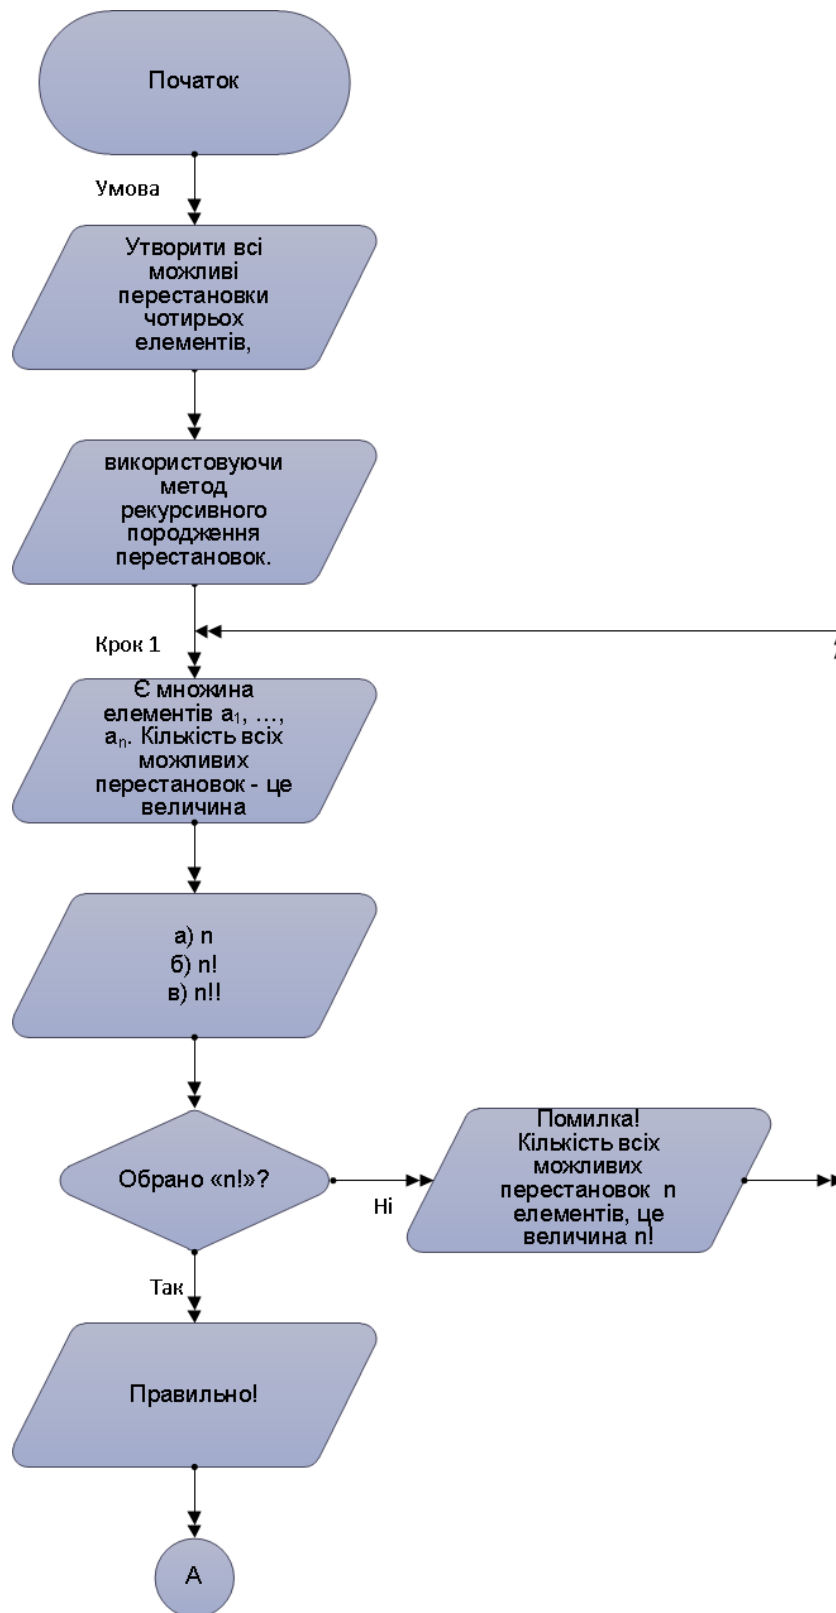 Початок
Умова
Утворити всі
можливі
перестановки
чотирьох
елементів,
використовуючи
метод
рекурсивного
породження
перестановок.
Крок 1
Є множина
елементів a₁, …,
aₙ. Кількість всіх
можливих
перестановок - це
величина
а) n
б) n!
в) n!!
Обрано «n!»?
Ні
Помилка!
Кількість всіх
можливих
перестановок n
елементів, це
величина n!
Так
Правильно!
А